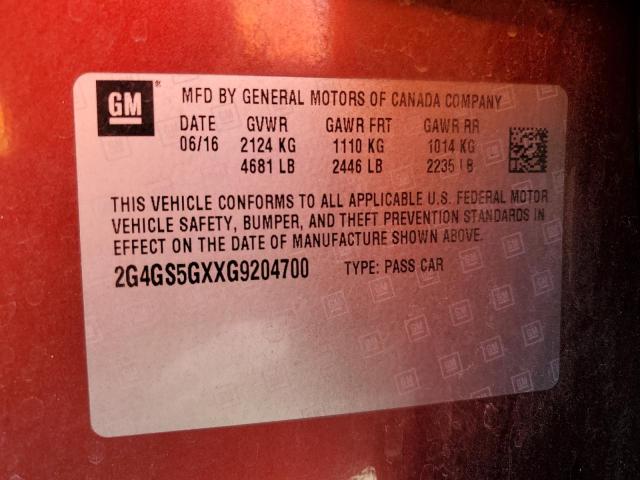 GM ® MFD BY GENERAL MOTORS OF CANADA COMPANY
DATE GVWR GAWR FRT GAWR RR
06/16 2124 KG 1110 KG 1014 KG
4681 LB 2446 LB 2235 LB
THIS VEHICLE CONFORMS TO ALL APPLICABLE U.S. FEDERAL MOTOR
VEHICLE SAFETY, BUMPER, AND THEFT PREVENTION STANDARDS IN
EFFECT ON THE DATE OF MANUFACTURE SHOWN ABOVE.
2G4GS5GXXG9204700 TYPE: PASS CAR